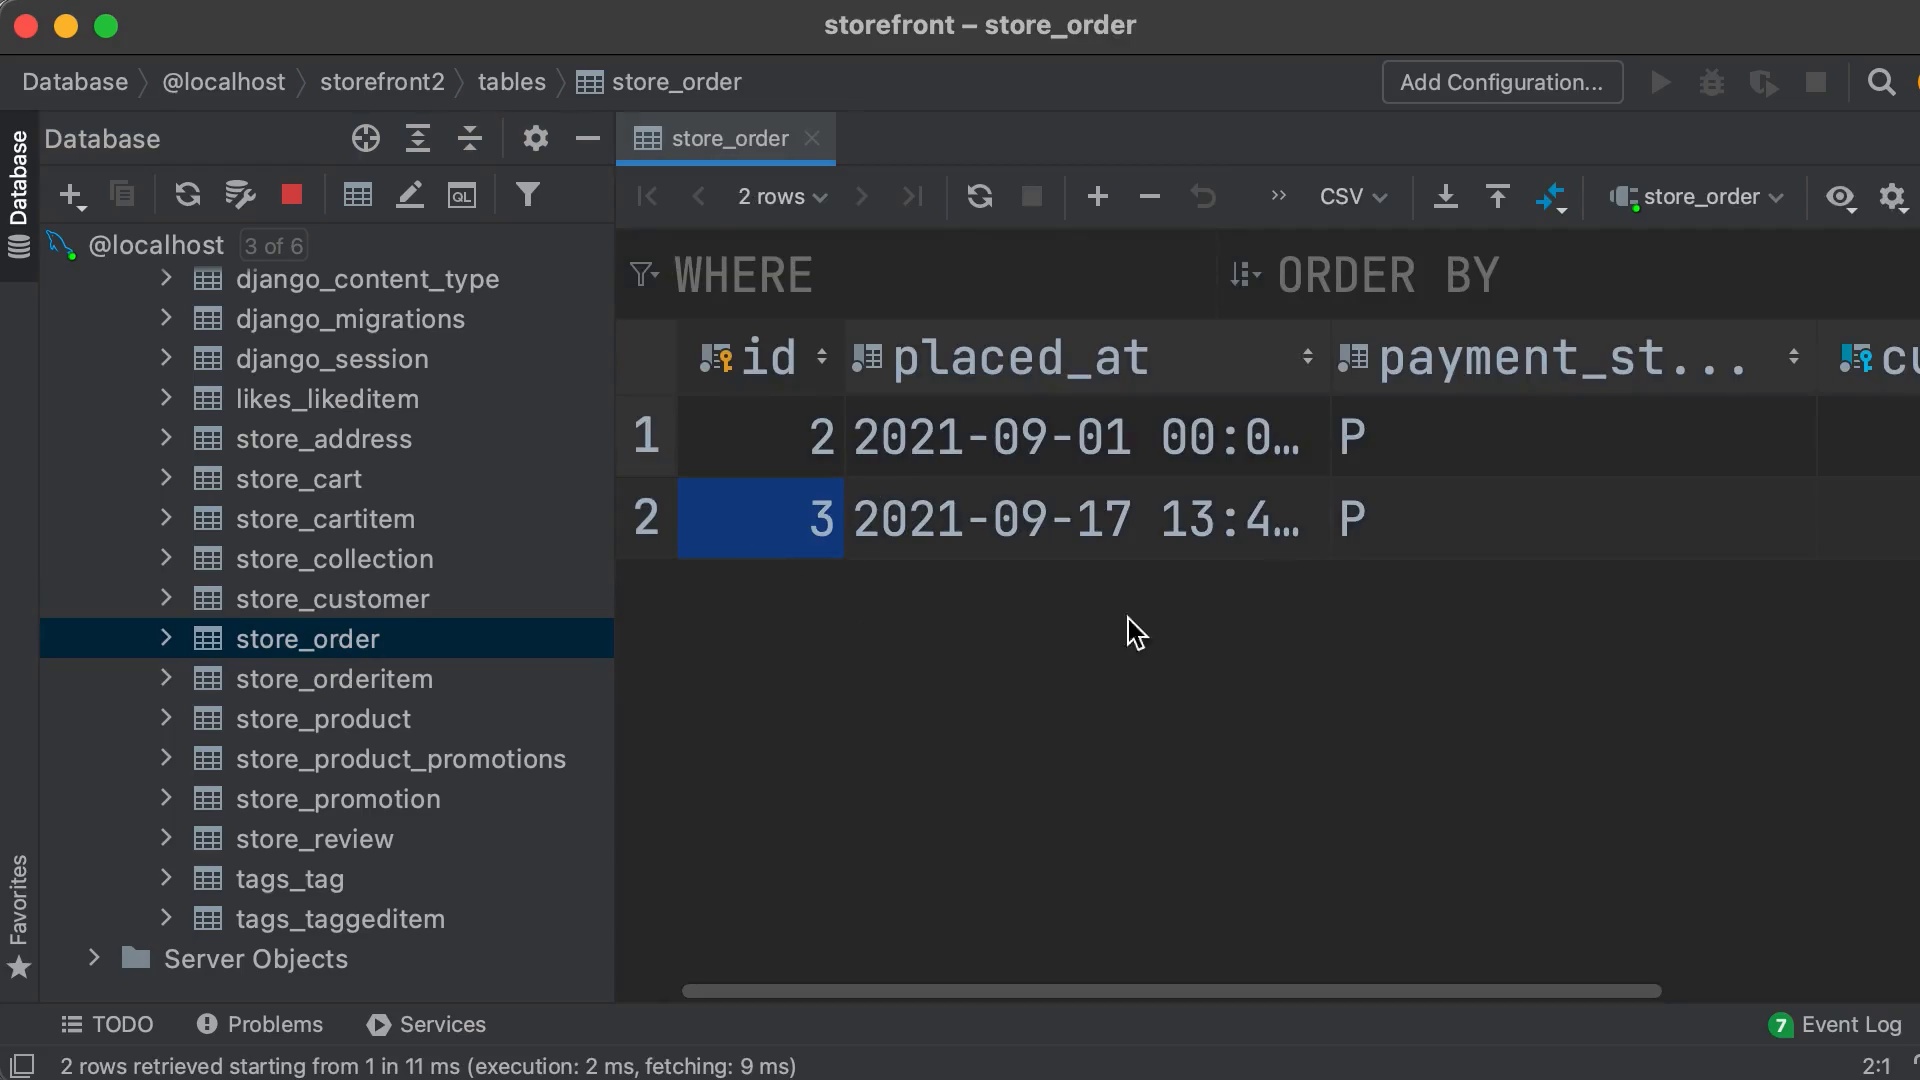 storefront – store_order
Database
@localhost
storefront2
tables
store_order
Add Configuration...
Database
Database
store_order
2 rows
CSV
store_order
@localhost
3 of 6
WHERE
ORDER BY
django_content_type
django_migrations
django_session
likes_likeditem
store_address
store_cart
store_cartitem
store_collection
store_customer
store_order
store_orderitem
store_product
store_product_promotions
store_promotion
store_review
tags_tag
tags_taggeditem
Server Objects
id
placed_at
payment_st...
cu
1
2
2021-09-01 00:0…
P
2
3
2021-09-17 13:4…
P
Favorites
QL
TODO
Problems
Services
7
Event Log
2 rows retrieved starting from 1 in 11 ms (execution: 2 ms, fetching: 9 ms)
2:1